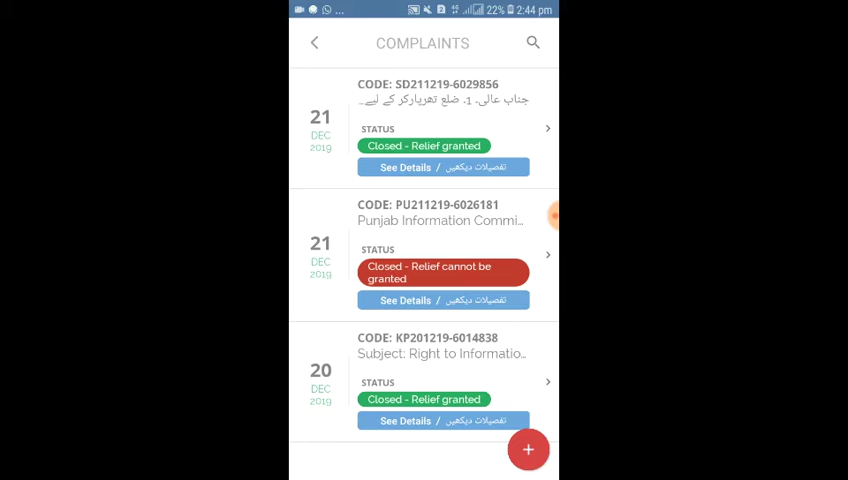 ... 4G 22% 2:44 pm
COMPLAINTS
CODE: SD211219-6029856
جناب عالی۔ 1۔ ضلع تھرپارکر کے لیے...
21
DEC
2019
STATUS
Closed - Relief granted
See Details / تفصیلات دیکھیں
CODE: PU211219-6026181
Punjab Information Commi...
21
DEC
2019
STATUS
Closed - Relief cannot be
granted
See Details / تفصیلات دیکھیں
CODE: KP201219-6014838
Subject: Right to Informatio...
20
DEC
2019
STATUS
Closed - Relief granted
See Details / تفصیلات دیکھیں
+